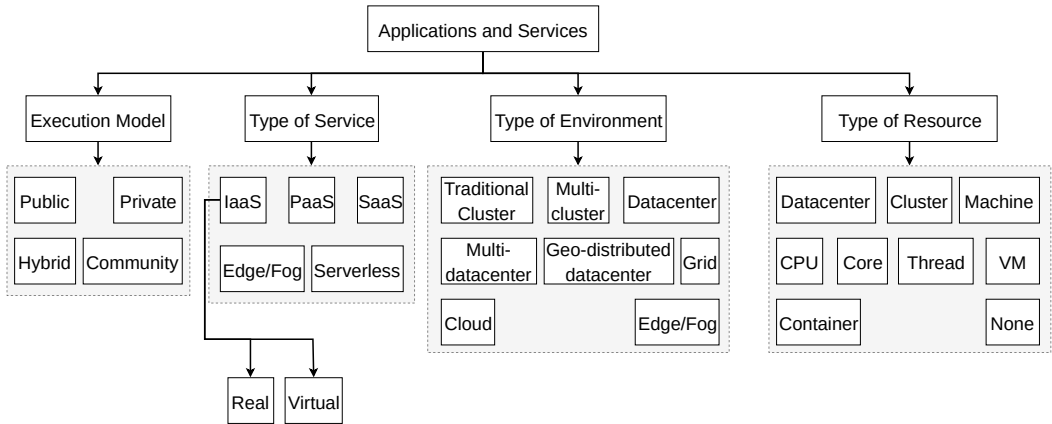 Applications and Services
Execution Model
Type of Service
Type of Environment
Type of Resource
Public
Private
Hybrid
Community
IaaS
PaaS
SaaS
Edge/Fog
Serverless
Real
Virtual
Traditional
Cluster
Multi-
cluster
Datacenter
Multi-
datacenter
Geo-distributed
datacenter
Grid
Cloud
Edge/Fog
Datacenter
Cluster
Machine
CPU
Core
Thread
VM
Container
None